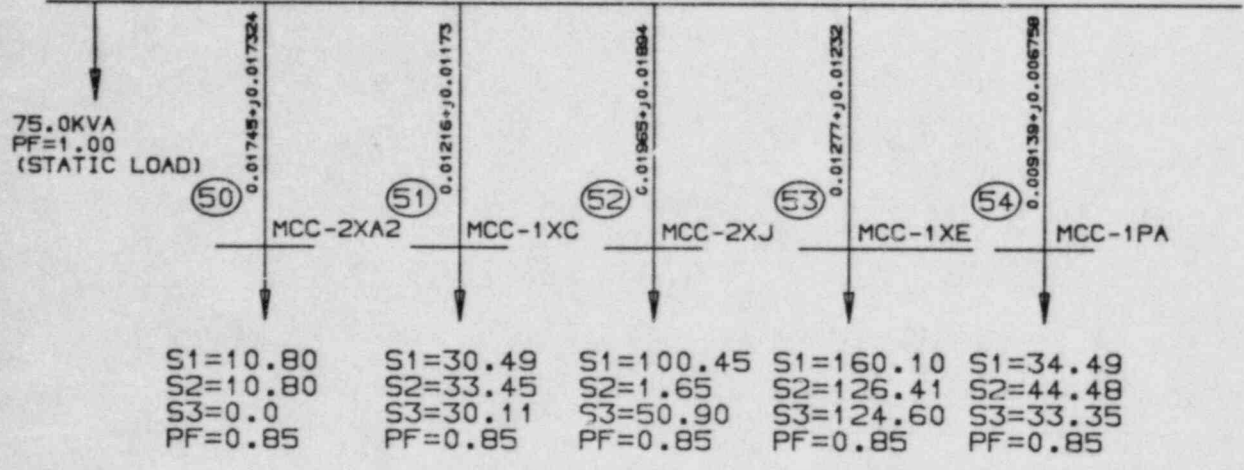 75.0KVA
PF=1.00
(STATIC LOAD)
0.01745+j0.017324
50
MCC-2XA2
S1=10.80
S2=10.80
S3=0.0
PF=0.85
0.01216+j0.01173
51
MCC-1XC
S1=30.49
S2=33.45
S3=30.11
PF=0.85
0.01965+j0.01894
52
MCC-2XJ
S1=100.45
S2=1.65
S3=50.90
PF=0.85
0.01277+j0.01232
53
MCC-1XE
S1=160.10
S2=126.41
S3=124.60
PF=0.85
0.009139+j0.006758
54
MCC-1PA
S1=34.49
S2=44.48
S3=33.35
PF=0.85